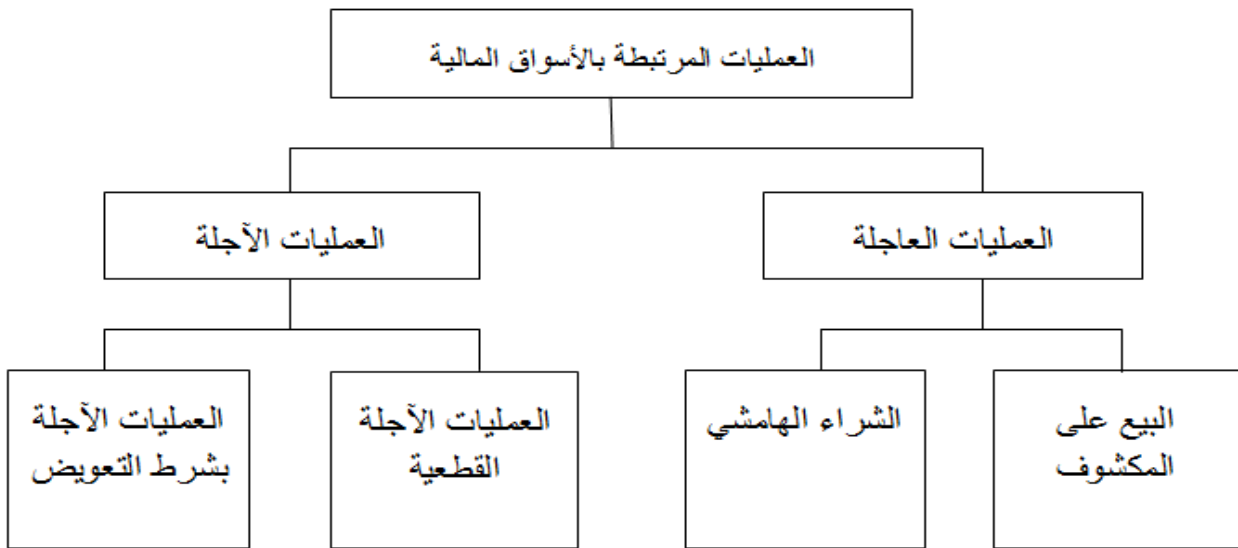 العمليات المرتبطة بالأسواق المالية
العمليات العاجلة
العمليات الآجلة
البيع على
المكشوف
الشراء الهامشي
العمليات الآجلة
القطعية
العمليات الآجلة
بشرط التعويض